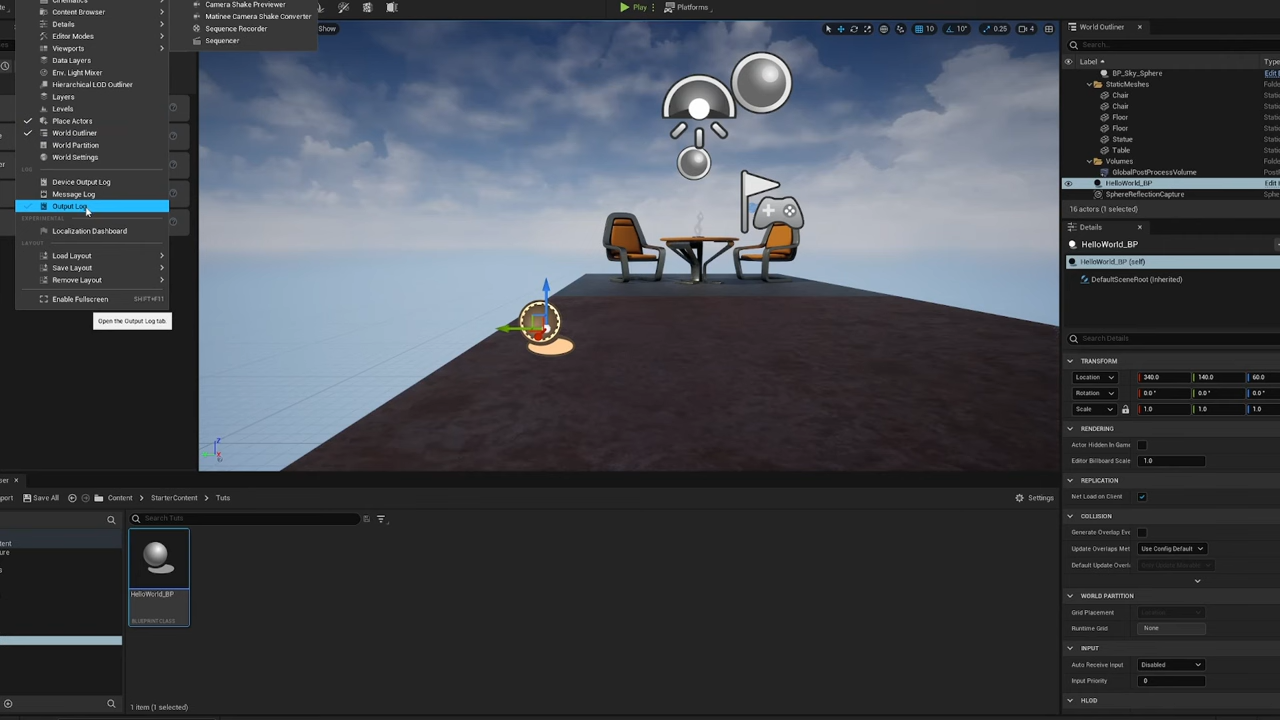 Cinematics
Content Browser
Details
Editor Modes
Viewports
Data Layers
Env. Light Mixer
Hierarchical LOD Outliner
Layers
Levels
Place Actors
World Outliner
World Partition
World Settings
LOG
Device Output Log
Message Log
Output Log
EXPERIMENTAL
Localization Dashboard
LAYOUT
Load Layout
Save Layout
Remove Layout
Enable Fullscreen SHIFT+F11
Open the Output Log tab.
Camera Shake Previewer
Matinee Camera Shake Converter
Sequence Recorder
Sequencer
Show
Play
Platforms
10
10°
0.25
4
World Outliner
Search...
Label
Type
BP_Sky_Sphere Edit
StaticMeshes Folde
Chair Static
Chair Static
Floor Static
Floor Static
Statue Static
Table Static
Volumes Folde
GlobalPostProcessVolume
HelloWorld_BP Edit
SphereReflectionCapture
16 actors (1 selected)
Details
HelloWorld_BP
HelloWorld_BP (self)
DefaultSceneRoot (Inherited)
Search Details
TRANSFORM
Location 340.0 140.0 60.0
Rotation 0.0° 0.0° 0.0°
Scale 1.0 1.0 1.0
RENDERING
Actor Hidden In Game
Editor Billboard Scale 1.0
REPLICATION
Net Load on Client
COLLISION
Generate Overlap Eve
Update Overlaps Met Use Config Default
Default Update Overl
WORLD PARTITION
Grid Placement
Runtime Grid None
INPUT
Auto Receive Input Disabled
Input Priority 0
HLOD
Save All Content StarterContent Tuts Settings
Search Tuts
HelloWorld_BP
BLUEPRINT CLASS
1 item (1 selected)